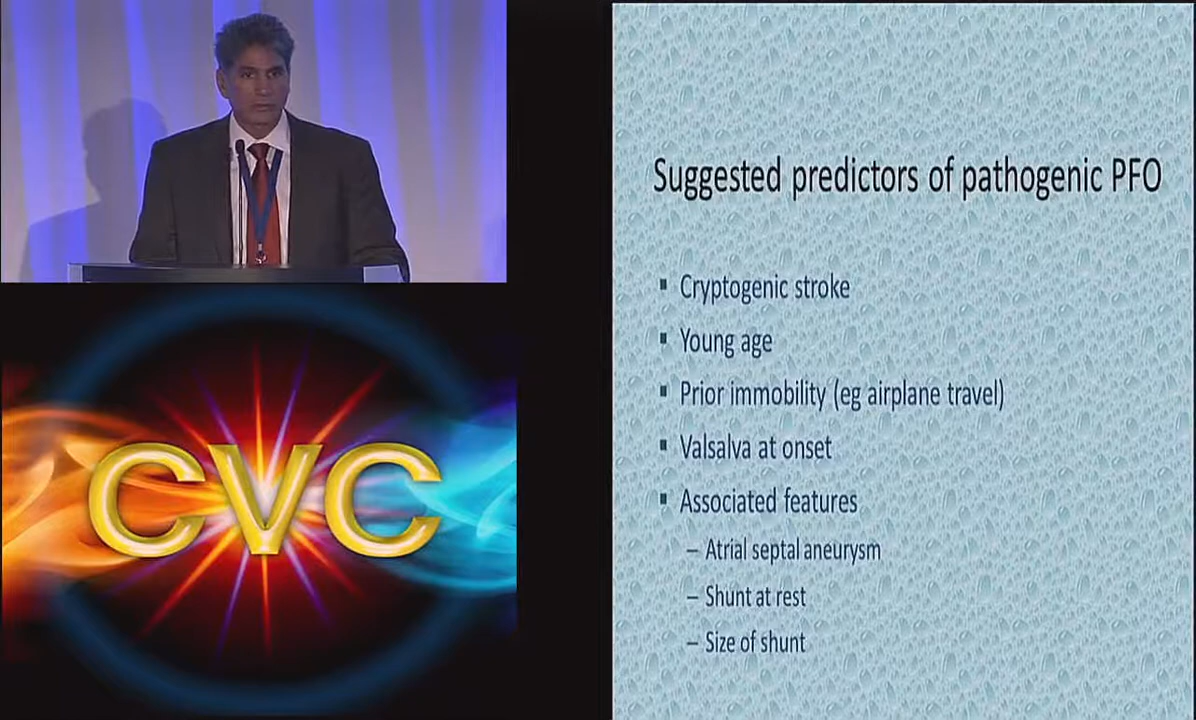 CVC
Suggested predictors of pathogenic PFO
▪ Cryptogenic stroke
▪ Young age
▪ Prior immobility (eg airplane travel)
▪ Valsalva at onset
▪ Associated features
– Atrial septal aneurysm
– Shunt at rest
– Size of shunt